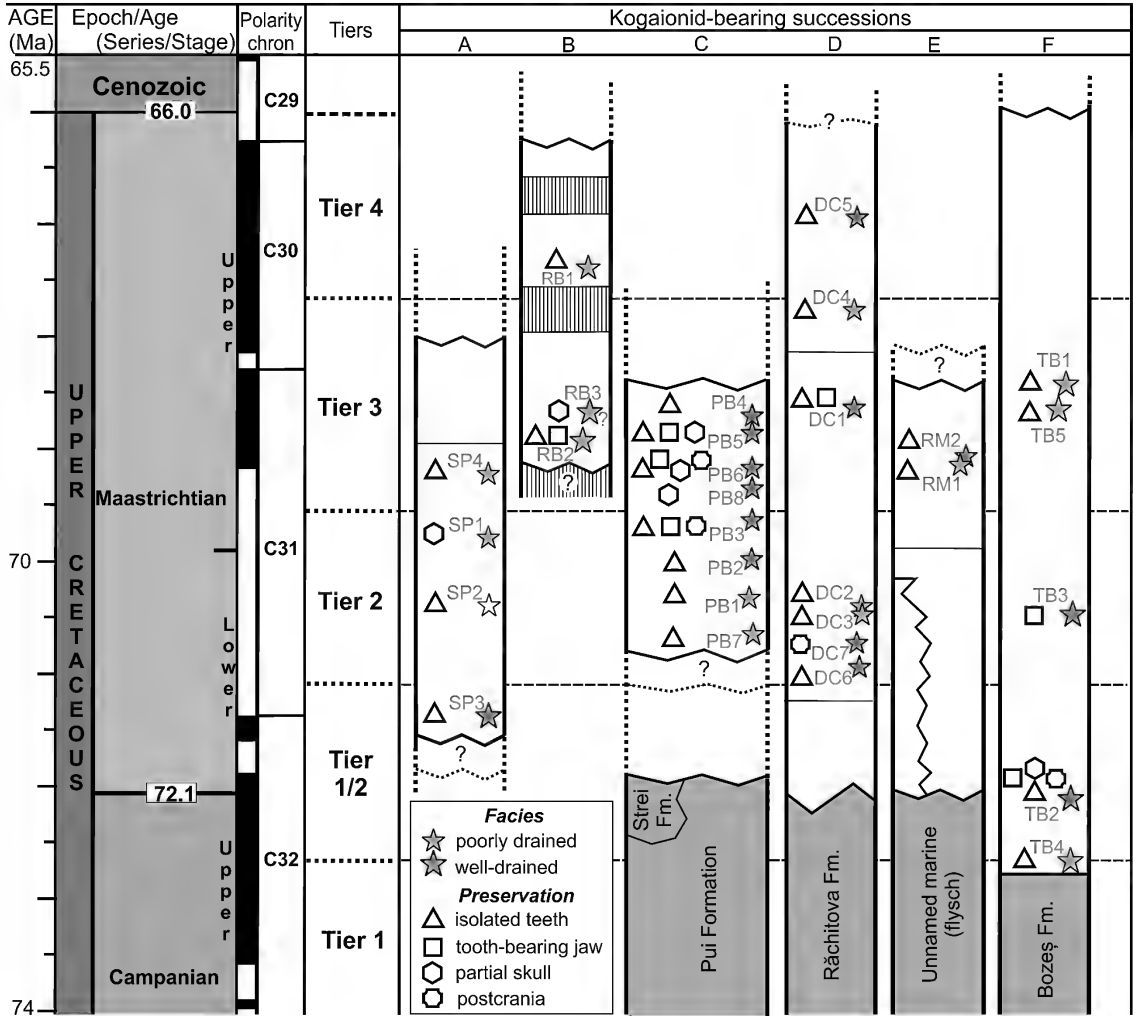 AGE
(Ma)
Epoch/Age
(Series/Stage)
Polarity
chron
Tiers
Kogaionid-bearing successions
A
B
C
D
E
F
65.5
Cenozoic
66.0
C29
?
Tier 4
DC5
Upper
C30
RB1
DC4
?
TB1
UPPER CRETACEOUS
Tier 3
RB3
?
PB4
DC1
TB5
RB2
PB5
RM2
SP4
PB6
RM1
?
PB8
Maastrichtian
SP1
PB3
C31
70
PB2
Tier 2
SP2
PB1
DC2
TB3
DC3
Lower
PB7
DC7
?
DC6
SP3
?
Tier
1/2
72.1
Strei
Fm.
TB2
Facies
poorly drained
well-drained
Preservation
isolated teeth
tooth-bearing jaw
partial skull
postcrania
Upper
C32
TB4
Pui Formation
Răchitova Fm.
Unnamed marine
(flysch)
Bozeș Fm.
Tier 1
Campanian
74